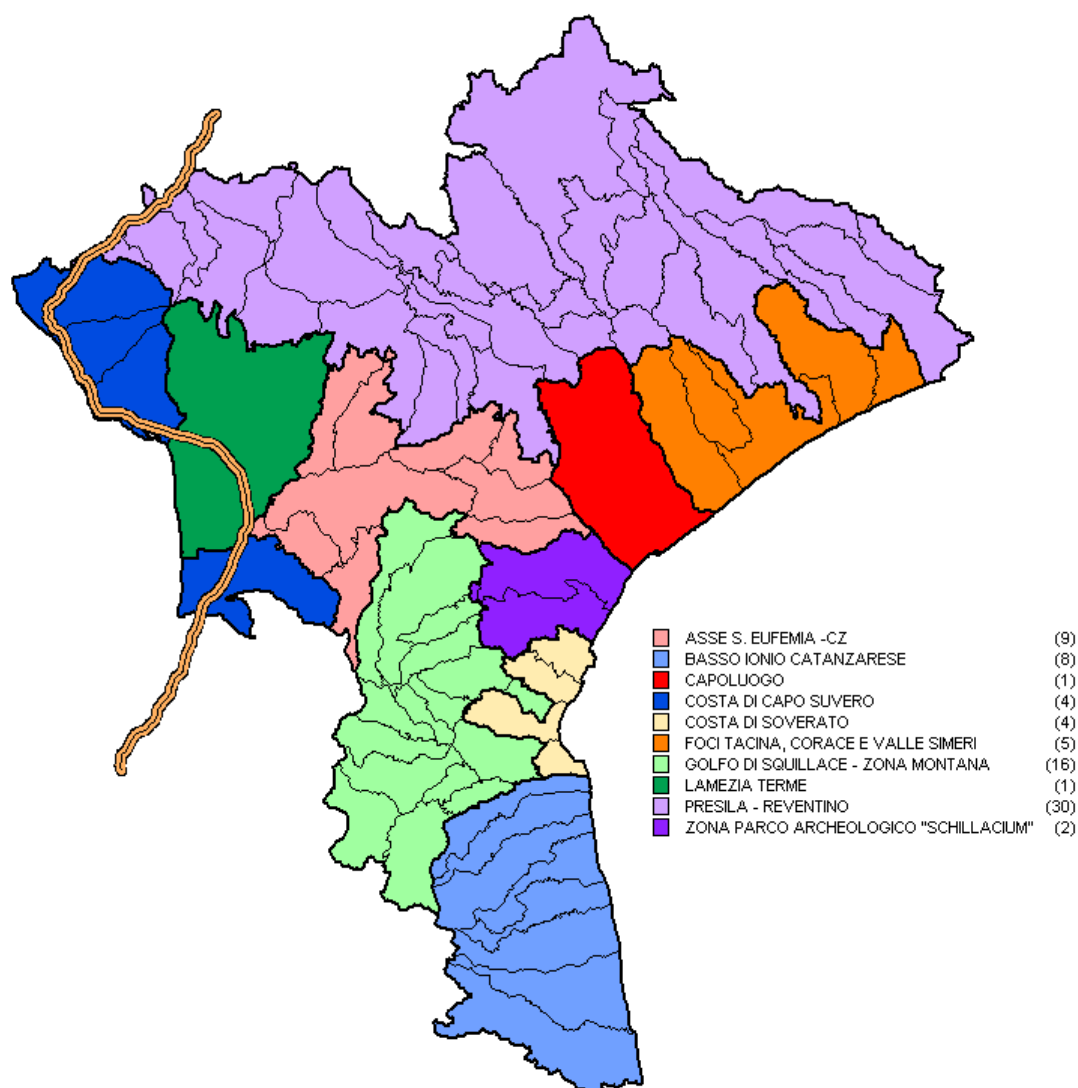 ASSE S. EUFEMIA -CZ (9)
BASSO IONIO CATANZARESE (8)
CAPOLUOGO (1)
COSTA DI CAPO SUVERO (4)
COSTA DI SOVERATO (4)
FOCI TACINA, CORACE E VALLE SIMERI (5)
GOLFO DI SQUILLACE - ZONA MONTANA (16)
LAMEZIA TERME (1)
PRESILA - REVENTINO (30)
ZONA PARCO ARCHEOLOGICO "SCHILLACIUM" (2)